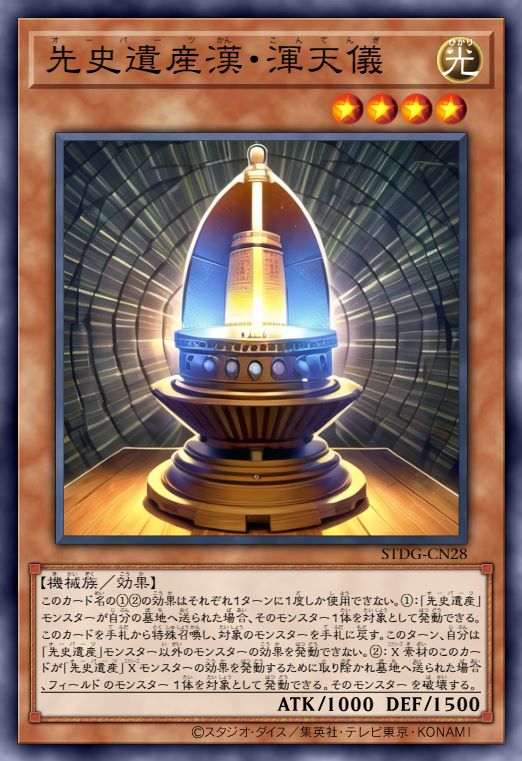 先史遺産漢・渾天儀
光
STDG-CN28
【機械族／効果】
このカード名の①②の効果はそれぞれ1ターンに1度しか使用できない。①：「先史遺産」
モンスターが自分の墓地へ送られた場合、そのモンスター1体を対象として発動できる。
このカードを手札から特殊召喚し、対象のモンスターを手札に戻す。このターン、自分は
「先史遺産」モンスター以外のモンスターの効果を発動できない。②：X素材のこのカー
ドが「先史遺産」Xモンスターの効果を発動するために取り除かれ墓地へ送られた場合
、フィールドのモンスター1体を対象として発動できる。そのモンスターを破壊する。
ATK/1000 DEF/1500
©スタジオ・ダイス／集英社・テレビ東京・KONAMI